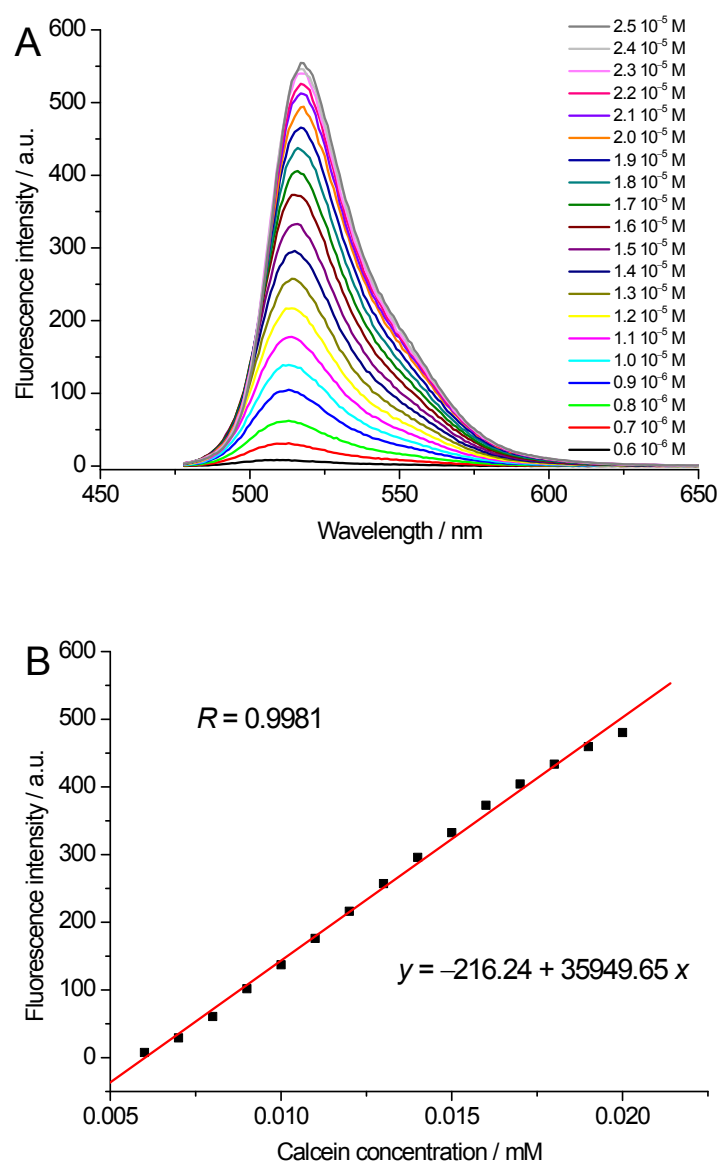 A
600
500
400
300
200
100
0
450
500
550
600
650
Fluorescence intensity / a.u.
Wavelength / nm
2.5 10⁻⁵ M
2.4 10⁻⁵ M
2.3 10⁻⁵ M
2.2 10⁻⁵ M
2.1 10⁻⁵ M
2.0 10⁻⁵ M
1.9 10⁻⁵ M
1.8 10⁻⁵ M
1.7 10⁻⁵ M
1.6 10⁻⁵ M
1.5 10⁻⁵ M
1.4 10⁻⁵ M
1.3 10⁻⁵ M
1.2 10⁻⁵ M
1.1 10⁻⁵ M
1.0 10⁻⁵ M
0.9 10⁻⁶ M
0.8 10⁻⁶ M
0.7 10⁻⁶ M
0.6 10⁻⁶ M
B
600
500
400
300
200
100
0
0.005
0.010
0.015
0.020
Fluorescence intensity / a.u.
Calcein concentration / mM
R = 0.9981
y = –216.24 + 35949.65 x